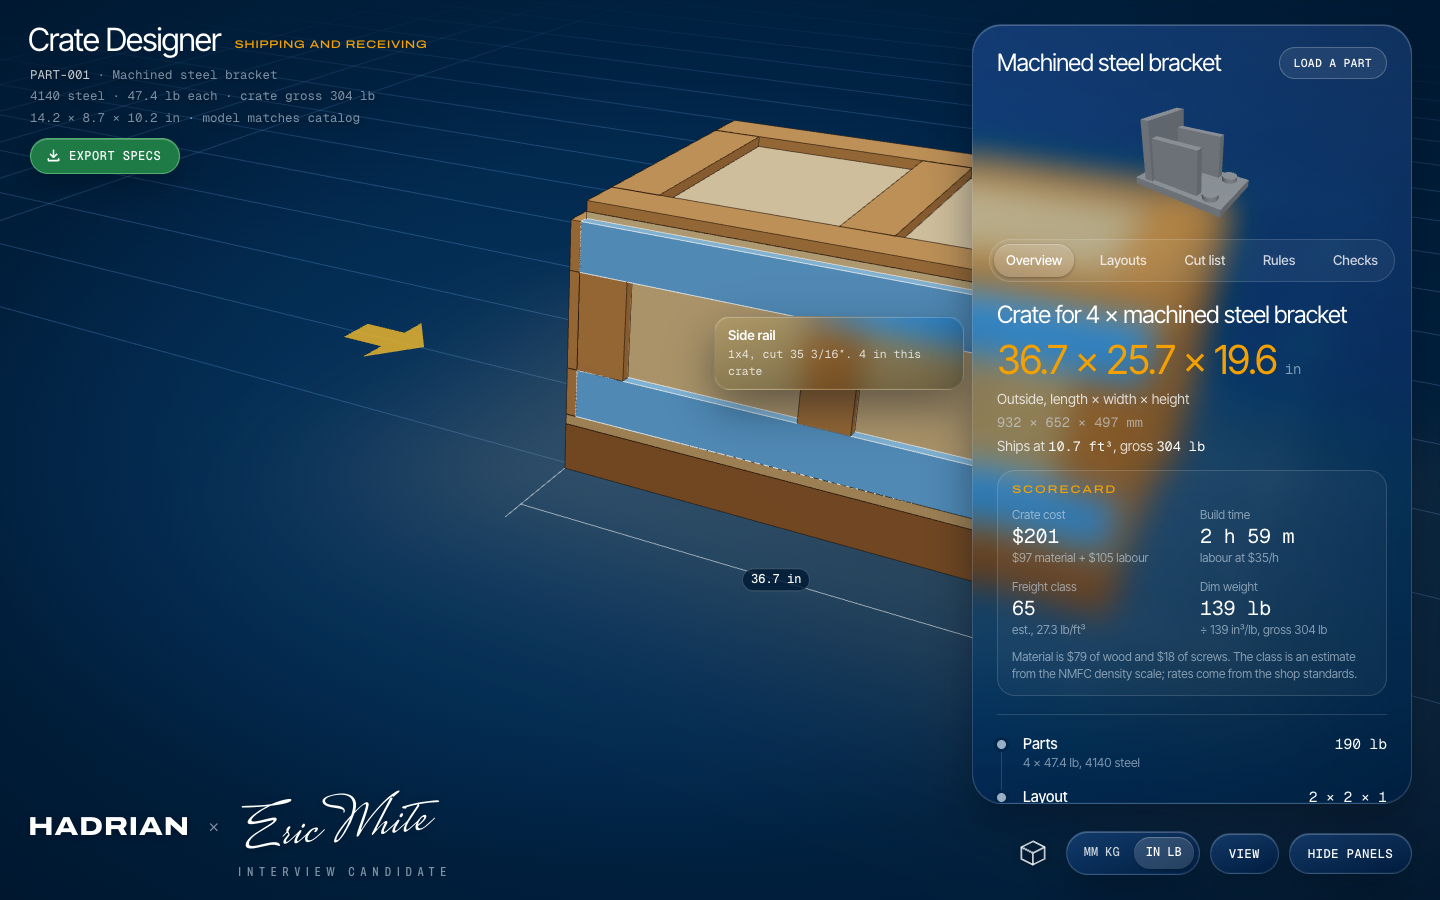 Crate Designer SHIPPING AND RECEIVING
PART-001 · Machined steel bracket
4140 steel · 47.4 lb each · crate gross 304 lb
14.2 × 8.7 × 10.2 in · model matches catalog
EXPORT SPECS
Side rail
1x4, cut 35 3/16". 4 in this
crate
36.7 in
Machined steel bracket
LOAD A PART
Overview Layouts Cut list Rules Checks
Crate for 4 × machined steel bracket
36.7 × 25.7 × 19.6 in
Outside, length × width × height
932 × 652 × 497 mm
Ships at 10.7 ft³, gross 304 lb
SCORECARD
Crate cost
$201
$97 material + $105 labour
Build time
2 h 59 m
labour at $35/h
Freight class
65
est., 27.3 lb/ft³
Dim weight
139 lb
÷ 139 in³/lb, gross 304 lb
Material is $79 of wood and $18 of screws. The class is an estimate
from the NMFC density scale; rates come from the shop standards.
Parts 190 lb
4 × 47.4 lb, 4140 steel
Layout 2 × 2 × 1
HADRIAN × Eric White
INTERVIEW CANDIDATE
MM KG IN LB VIEW HIDE PANELS